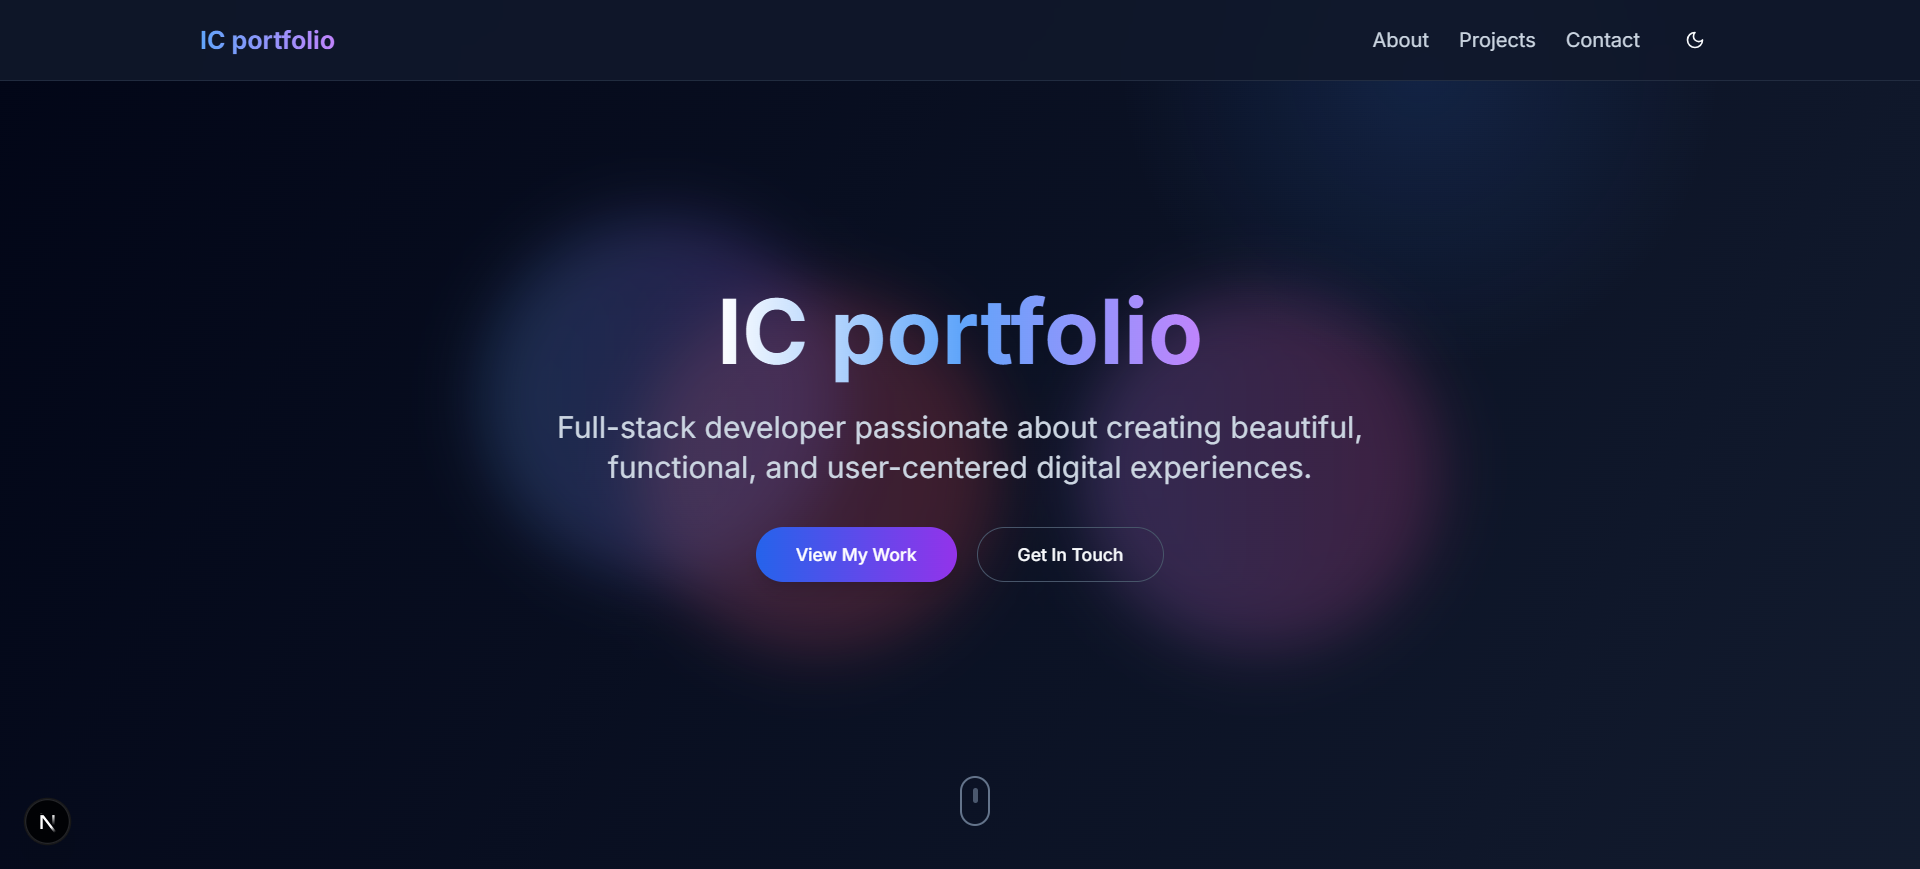 IC portfolio
About
Projects
Contact
IC portfolio
Full-stack developer passionate about creating beautiful,
functional, and user-centered digital experiences.
View My Work
Get In Touch
N